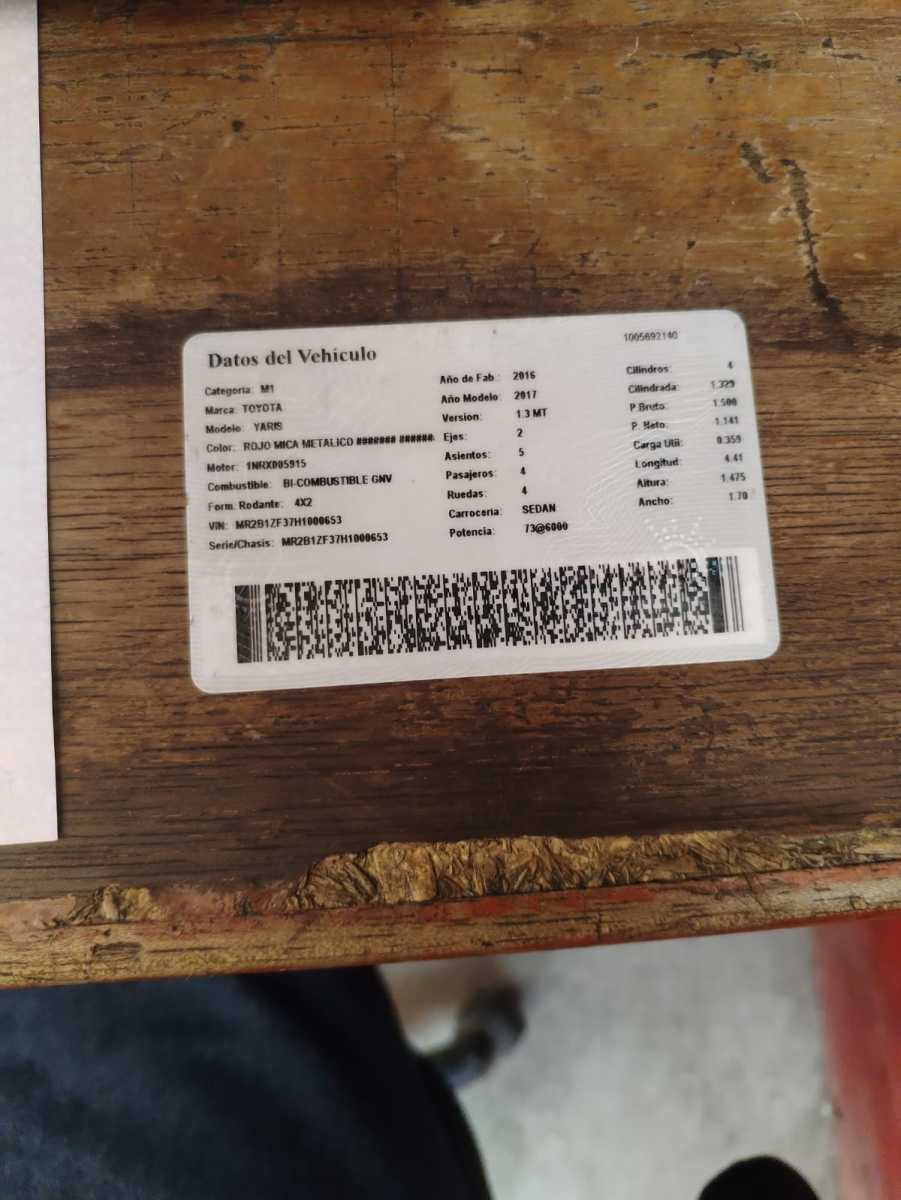 1005692140
Datos del Vehículo
Categoria: M1
Marca: TOYOTA
Modelo: YARIS
Color: ROJO MICA METALICO ####### ######
Motor: 1NRX005915
Combustible: BI-COMBUSTIBLE GNV
Form. Rodante: 4X2
VIN: MR2B1ZF37H1000653
Serie/Chasis: MR2B1ZF37H1000653
Año de Fab.: 2016
Año Modelo: 2017
Version: 1.3 MT
Ejes: 2
Asientos: 5
Pasajeros: 4
Ruedas: 4
Carroceria: SEDAN
Potencia: 73@6000
Cilindros: 4
Cilindrada: 1.329
P.Bruto: 1.500
P. Neto: 1.141
Carga Util: 0.359
Longitud: 4.41
Altura: 1.475
Ancho: 1.70